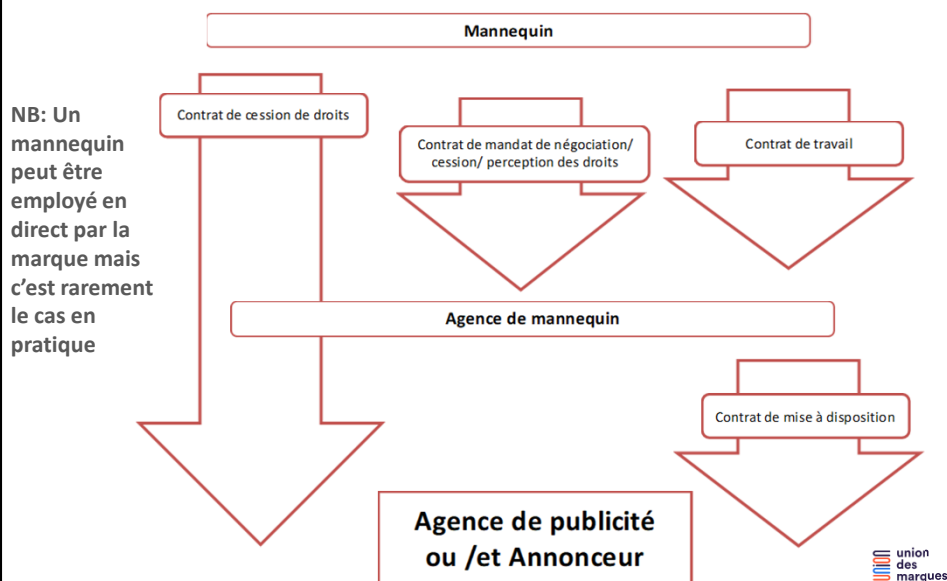 Mannequin
NB: Un
mannequin
peut être
employé en
direct par la
marque mais
c’est rarement
le cas en
pratique
Contrat de cession de droits
Contrat de mandat de négociation/
cession/ perception des droits
Contrat de travail
Agence de mannequin
Contrat de mise à disposition
Agence de publicité
ou /et Annonceur
union
des
marques